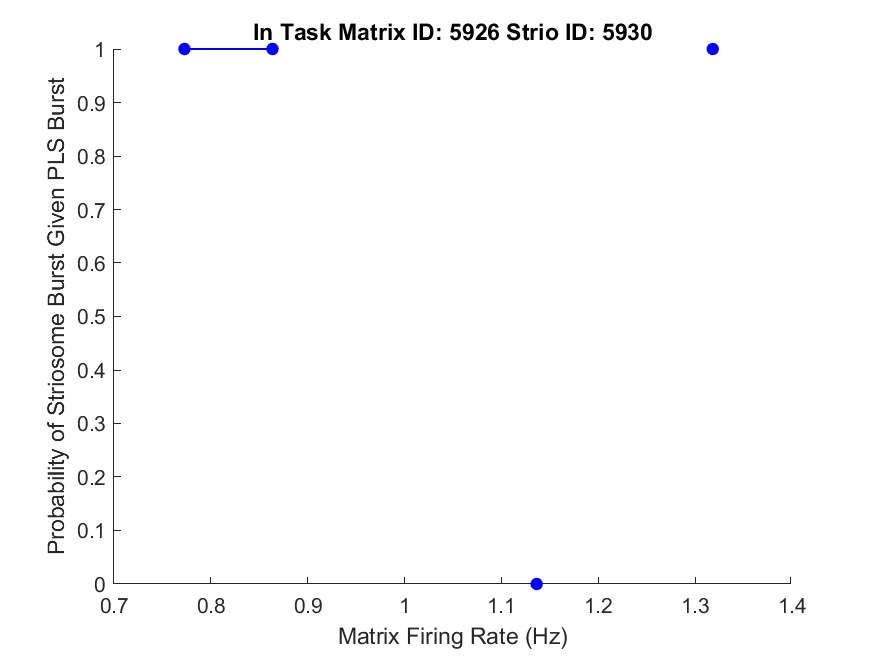 In Task Matrix ID: 5926 Strio ID: 5930
Probability of Striosome Burst Given PLS Burst
1
0.9
0.8
0.7
0.6
0.5
0.4
0.3
0.2
0.1
0
0.7 0.8 0.9 1 1.1 1.2 1.3 1.4
Matrix Firing Rate (Hz)